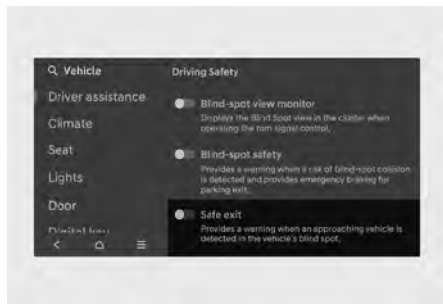 Vehicle
Driver assistance
Climate
Seat
Lights
Door
Digital key
Driving Safety
Blind-spot view monitor
Displays the Blind Spot view in the cluster when
operating the turn signal control.
Blind-spot safety
Provides a warning when a risk of blind-spot collision
is detected and provides emergency braking for
parking exit.
Safe exit
Provides a warning when an approaching vehicle is
detected in the vehicle's blind spot.